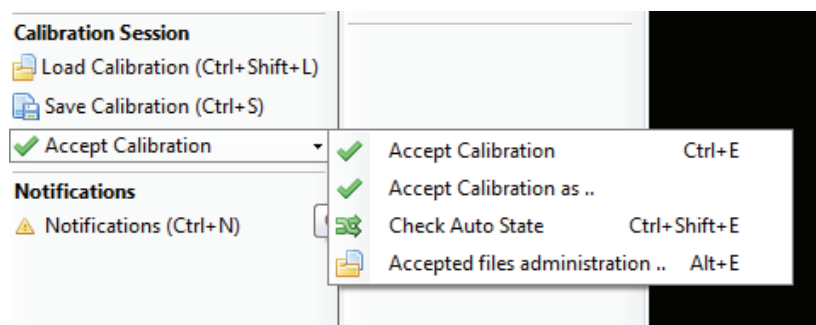 Calibration Session
Load Calibration (Ctrl+Shift+L)
Save Calibration (Ctrl+S)
Accept Calibration
Accept Calibration Ctrl+E
Accept Calibration as ..
Check Auto State Ctrl+Shift+E
Accepted files administration .. Alt+E
Notifications
Notifications (Ctrl+N)